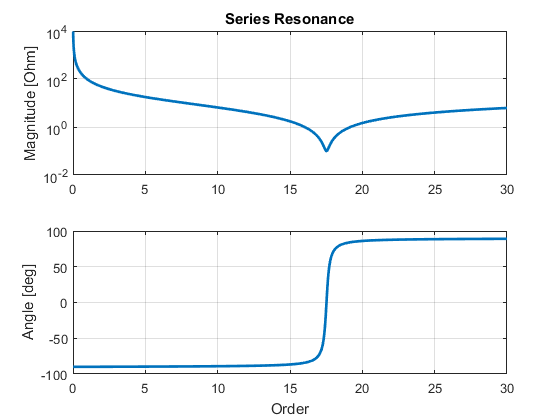 Series Resonance
Magnitude [Ohm]
10^4
10^2
10^0
10^-2
0 5 10 15 20 25 30
Angle [deg]
100
50
0
-50
-100
0 5 10 15 20 25 30
Order